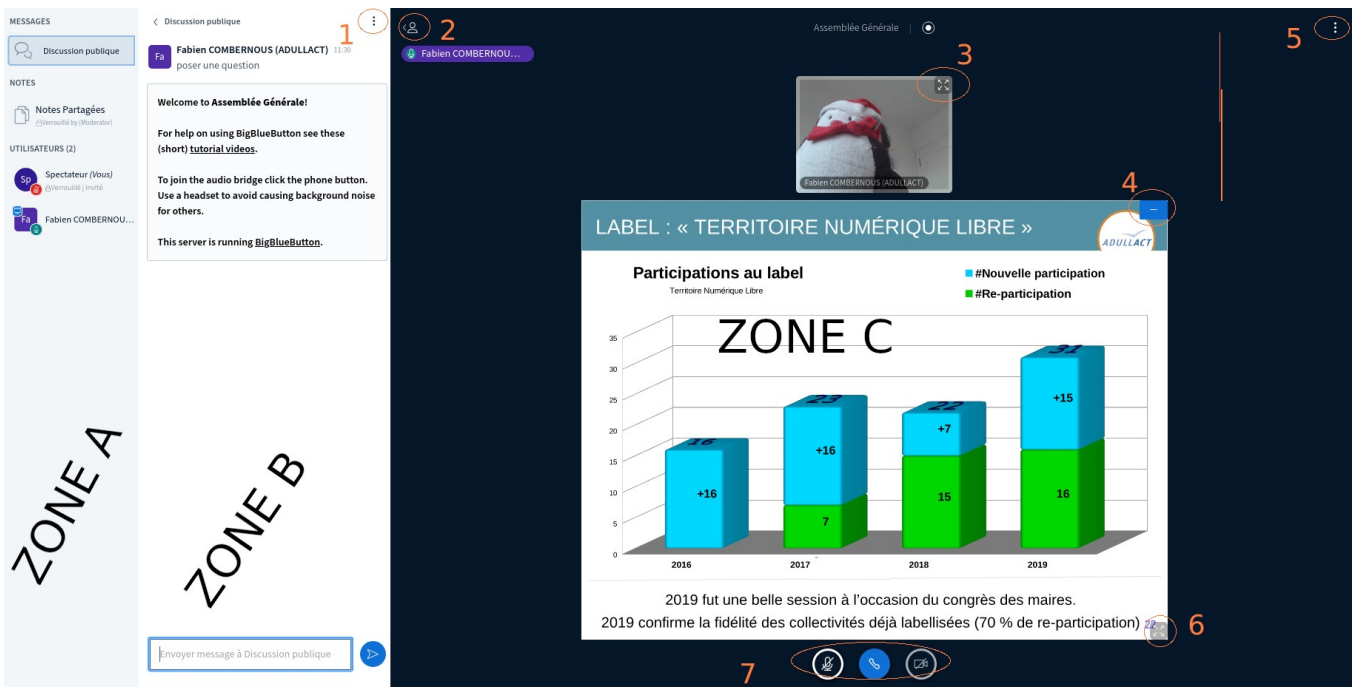 MESSAGES
Discussion publique
NOTES
Notes Partagées
Verrouillé by (Moderator)
UTILISATEURS (2)
Sp
Spectateur (Vous)
Verrouillé | Invité
Fa
Fabien COMBERNOU...
ZONE A
Discussion publique
1
Fa
Fabien COMBERNOUS (ADULLACT) 11:30
poser une question
Welcome to Assemblée Générale!
For help on using BigBlueButton see these
(short) tutorial videos.
To join the audio bridge click the phone button.
Use a headset to avoid causing background noise
for others.
This server is running BigBlueButton.
ZONE B
Envoyer message à Discussion publique
2
Assemblée Générale
5
Fabien COMBERNOU...
3
Fabien COMBERNOUS (ADULLACT)
4
LABEL : « TERRITOIRE NUMÉRIQUE LIBRE »
ADULLACT
Participations au label
Territoire Numérique Libre
#Nouvelle participation
#Re-participation
ZONE C
35
30
25
20
15
10
5
0
16
+16
2016
23
+16
7
2017
22
+7
15
2018
31
+15
16
2019
2019 fut une belle session à l'occasion du congrès des maires.
2019 confirme la fidélité des collectivités déjà labellisées (70 % de re-participation)
22
6
7